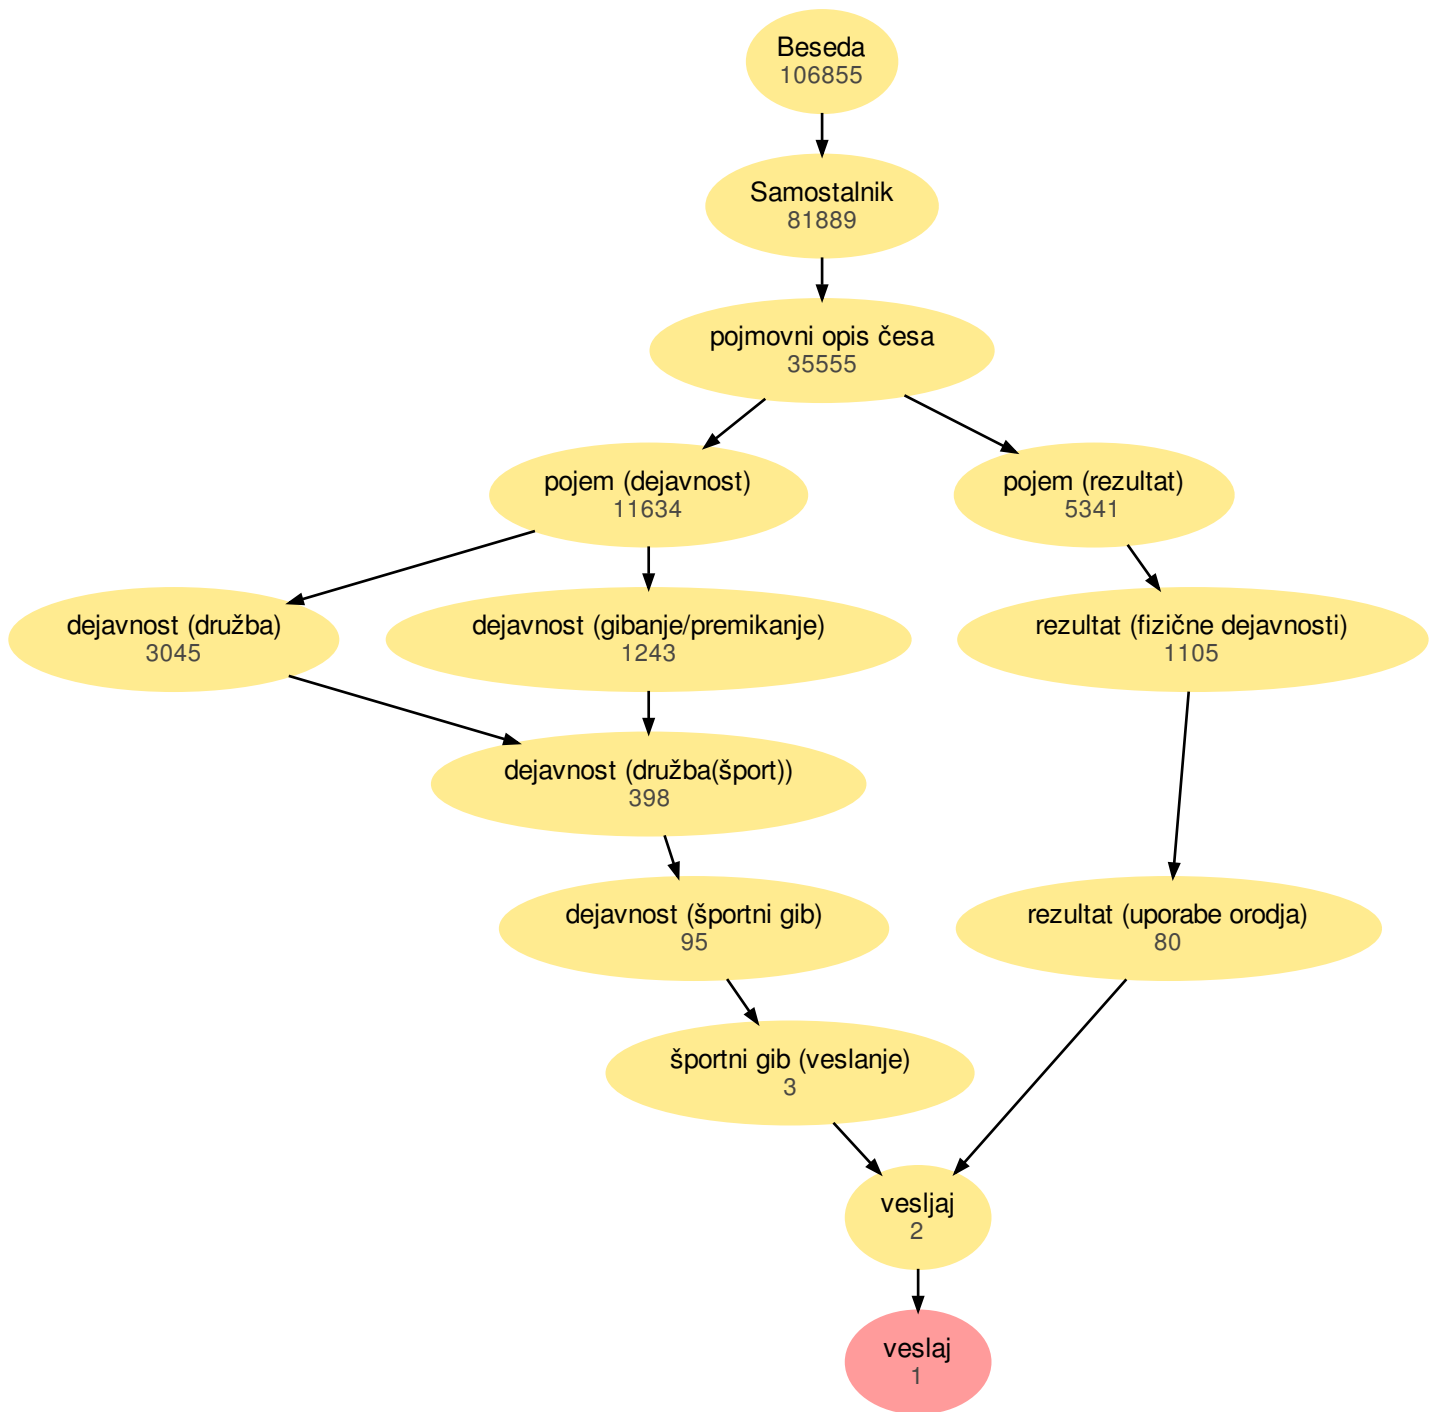 Beseda
106855
Samostalnik
81889
pojmovni opis česa
35555
pojem (dejavnost)
11634
pojem (rezultat)
5341
dejavnost (družba)
3045
dejavnost (gibanje/premikanje)
1243
rezultat (fizične dejavnosti)
1105
dejavnost (družba(šport))
398
dejavnost (športni gib)
95
rezultat (uporabe orodja)
80
športni gib (veslanje)
3
vesljaj
2
veslaj
1